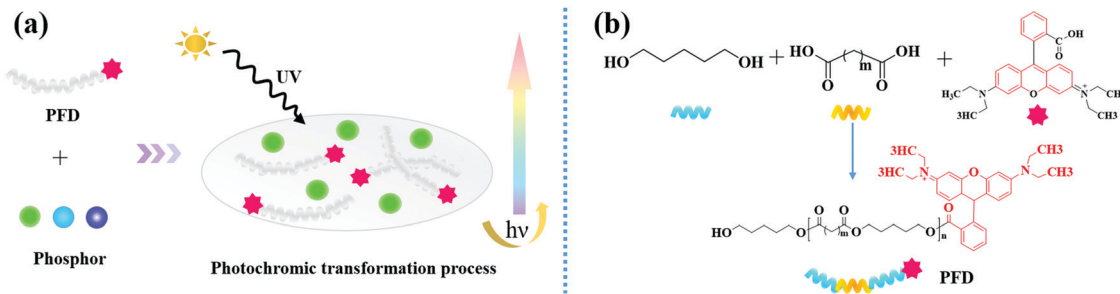 (a)
UV
PFD
+
Phosphor
hν
Photochromic transformation process
(b)
HO OH + HO O m O OH + O OH
H3C N O N+ CH3
3HC CH3
3HC CH3
3HC N+ O N CH3
HO O [ O m O O ] n O
PFD